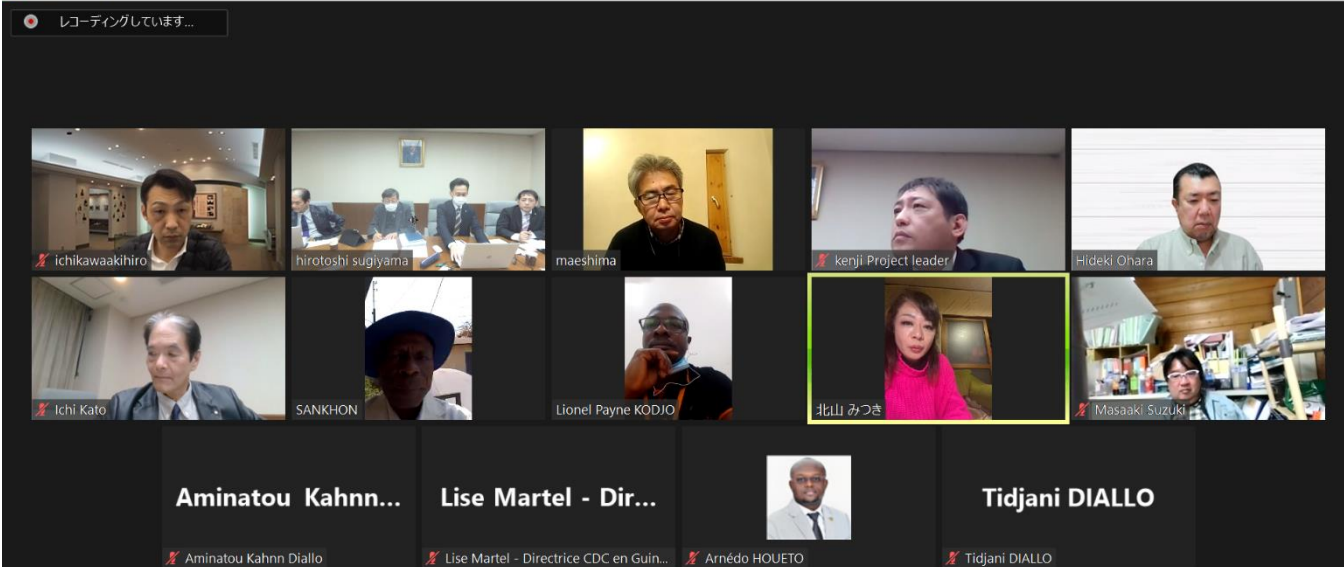 レコーディングしています...
ichikawaakihiro
hirotoshi sugiyama
maeshima
kenji Project leader
Hideki Ohara
Ichi Kato
SANKHON
Lionel Payne KODJO
北山 みつき
Masaaki Suzuki
Aminatou Kahnn...
Lise Martel - Dir...
Tidjani DIALLO
Aminatou Kahnn Diallo
Lise Martel - Directrice CDC en Guin...
Arnédo HOUETO
Tidjani DIALLO